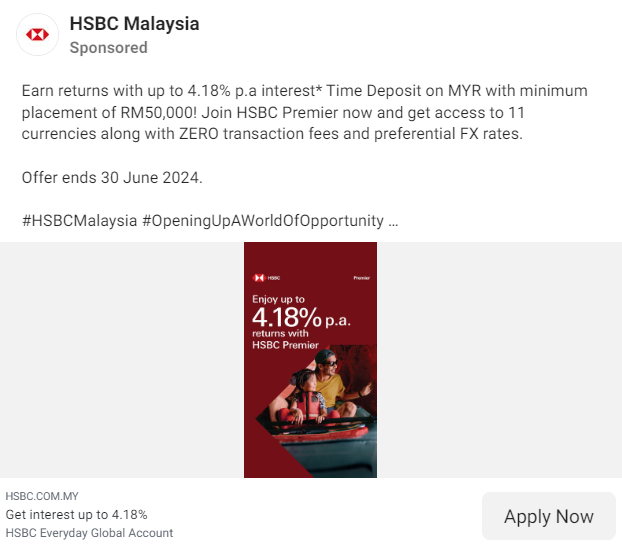 HSBC Malaysia
Sponsored
Earn returns with up to 4.18% p.a interest* Time Deposit on MYR with minimum
placement of RM50,000! Join HSBC Premier now and get access to 11
currencies along with ZERO transaction fees and preferential FX rates.
Offer ends 30 June 2024.
#HSBCMalaysia #OpeningUpAWorldOfOpportunity ...
HSBC
Premier
Enjoy up to
4.18% p.a.
returns with
HSBC Premier
HSBC.COM.MY
Get interest up to 4.18%
HSBC Everyday Global Account
Apply Now